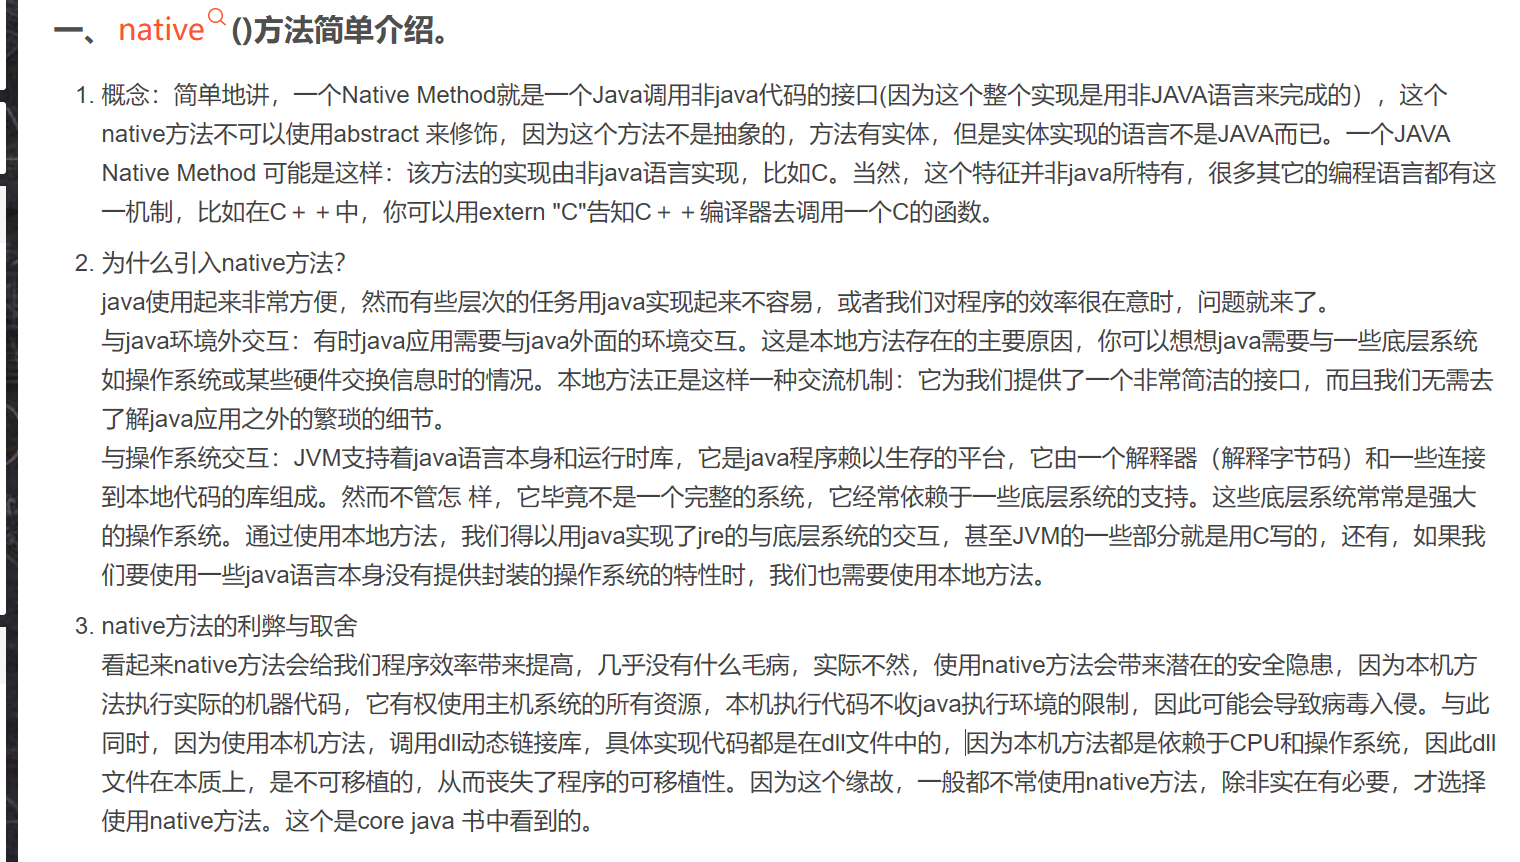 一、native()方法简单介绍。
1. 概念：简单地讲，一个Native Method就是一个Java调用非java代码的接口(因为这个整个实现是用非JAVA语言来完成的），这个
native方法不可以使用abstract 来修饰，因为这个方法不是抽象的，方法有实体，但是实体实现的语言不是JAVA而已。一个JAVA
Native Method 可能是这样：该方法的实现由非java语言实现，比如C。当然，这个特征并非java所特有，很多其它的编程语言都有这
一机制，比如在C＋＋中，你可以用extern "C"告知C＋＋编译器去调用一个C的函数。
2. 为什么引入native方法？
java使用起来非常方便，然而有些层次的任务用java实现起来不容易，或者我们对程序的效率很在意时，问题就来了。
与java环境外交互：有时java应用需要与java外面的环境交互。这是本地方法存在的主要原因，你可以想想java需要与一些底层系统
如操作系统或某些硬件交换信息时的情况。本地方法正是这样一种交流机制：它为我们提供了一个非常简洁的接口，而且我们无需去
了解java应用之外的繁琐的细节。
与操作系统交互：JVM支持着java语言本身和运行时库，它是java程序赖以生存的平台，它由一个解释器（解释字节码）和一些连接
到本地代码的库组成。然而不管怎 样，它毕竟不是一个完整的系统，它经常依赖于一些底层系统的支持。这些底层系统常常是强大
的操作系统。通过使用本地方法，我们得以用java实现了jre的与底层系统的交互，甚至JVM的一些部分就是用C写的，还有，如果我
们要使用一些java语言本身没有提供封装的操作系统的特性时，我们也需要使用本地方法。
3. native方法的利弊与取舍
看起来native方法会给我们程序效率带来提高，几乎没有什么毛病，实际不然，使用native方法会带来潜在的安全隐患，因为本机方
法执行实际的机器代码，它有权使用主机系统的所有资源，本机执行代码不收java执行环境的限制，因此可能会导致病毒入侵。与此
同时，因为使用本机方法，调用dll动态链接库，具体实现代码都是在dll文件中的，因为本机方法都是依赖于CPU和操作系统，因此dll
文件在本质上，是不可移植的，从而丧失了程序的可移植性。因为这个缘故，一般都不常使用native方法，除非实在有必要，才选择
使用native方法。这个是core java 书中看到的。